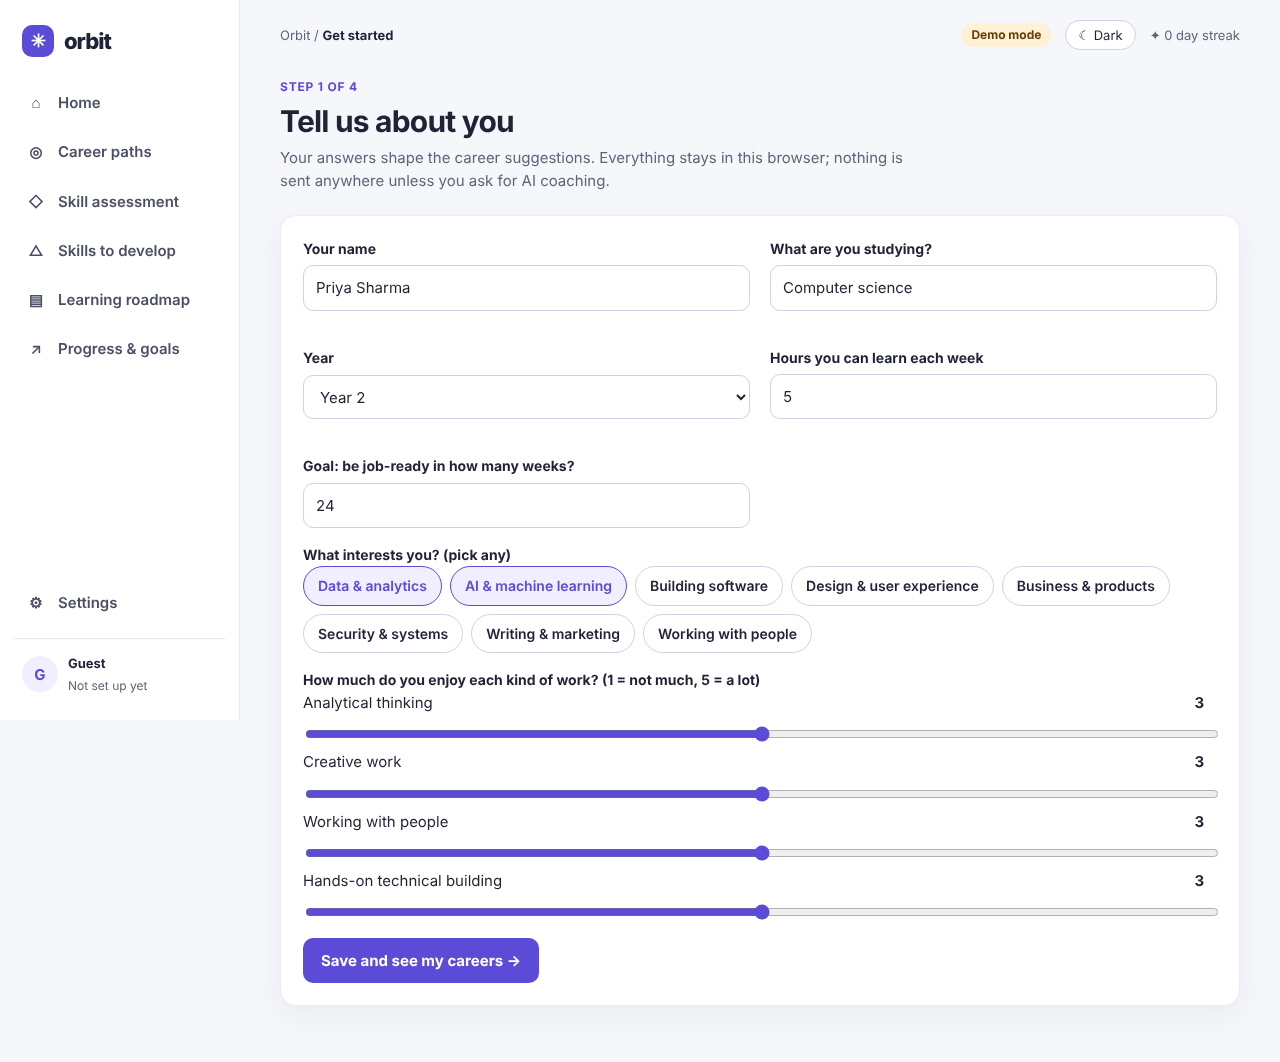 orbit
Home
Career paths
Skill assessment
Skills to develop
Learning roadmap
Progress & goals
Settings
G
Guest
Not set up yet
Orbit / Get started
Demo mode
☾ Dark
✦ 0 day streak
STEP 1 OF 4
Tell us about you
Your answers shape the career suggestions. Everything stays in this browser; nothing is
sent anywhere unless you ask for AI coaching.
Your name
Priya Sharma
What are you studying?
Computer science
Year
Year 2
Hours you can learn each week
5
Goal: be job-ready in how many weeks?
24
What interests you? (pick any)
Data & analytics
AI & machine learning
Building software
Design & user experience
Business & products
Security & systems
Writing & marketing
Working with people
How much do you enjoy each kind of work? (1 = not much, 5 = a lot)
Analytical thinking 3
Creative work 3
Working with people 3
Hands-on technical building 3
Save and see my careers →